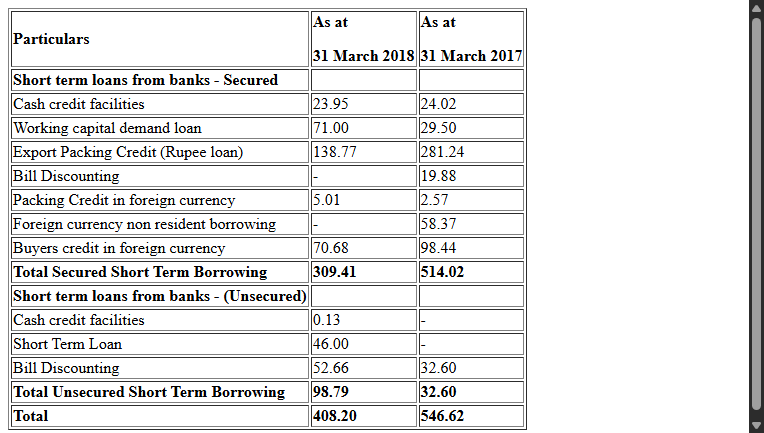 Particulars As at 31 March 2018 As at 31 March 2017
Short term loans from banks - Secured
Cash credit facilities 23.95 24.02
Working capital demand loan 71.00 29.50
Export Packing Credit (Rupee loan) 138.77 281.24
Bill Discounting - 19.88
Packing Credit in foreign currency 5.01 2.57
Foreign currency non resident borrowing - 58.37
Buyers credit in foreign currency 70.68 98.44
Total Secured Short Term Borrowing 309.41 514.02
Short term loans from banks - (Unsecured)
Cash credit facilities 0.13 -
Short Term Loan 46.00 -
Bill Discounting 52.66 32.60
Total Unsecured Short Term Borrowing 98.79 32.60
Total 408.20 546.62